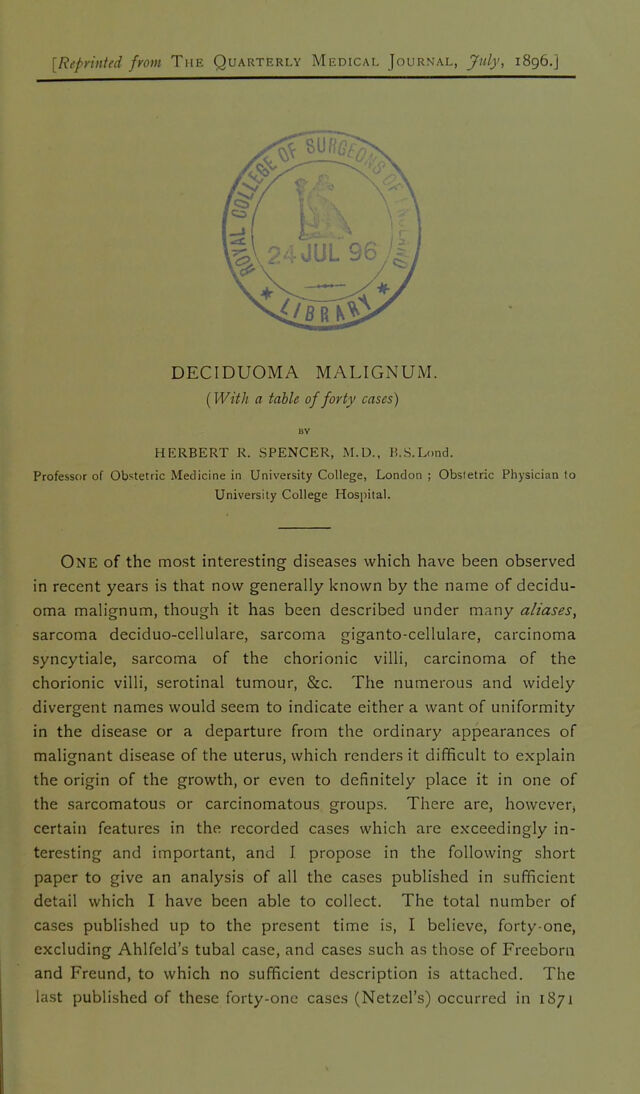 [Reprinted from THE QUARTERLY MEDICAL JOURNAL, July, 1896.]
ROYAL COLLEGE OF SURGEONS OF ENGLAND
24 JUL 96
* LIBRARY *
DECIDUOMA MALIGNUM.
(With a table of forty cases)
BY
HERBERT R. SPENCER, M.D., B.S.Lond.
Professor of Obstetric Medicine in University College, London ; Obstetric Physician to
University College Hospital.
ONE of the most interesting diseases which have been observed
in recent years is that now generally known by the name of decidu-
oma malignum, though it has been described under many aliases,
sarcoma deciduo-cellulare, sarcoma giganto-cellulare, carcinoma
syncytiale, sarcoma of the chorionic villi, carcinoma of the
chorionic villi, serotinal tumour, &c. The numerous and widely
divergent names would seem to indicate either a want of uniformity
in the disease or a departure from the ordinary appearances of
malignant disease of the uterus, which renders it difficult to explain
the origin of the growth, or even to definitely place it in one of
the sarcomatous or carcinomatous groups. There are, however,
certain features in the recorded cases which are exceedingly in-
teresting and important, and I propose in the following short
paper to give an analysis of all the cases published in sufficient
detail which I have been able to collect. The total number of
cases published up to the present time is, I believe, forty-one,
excluding Ahlfeld's tubal case, and cases such as those of Freeborn
and Freund, to which no sufficient description is attached. The
last published of these forty-one cases (Netzel's) occurred in 1871